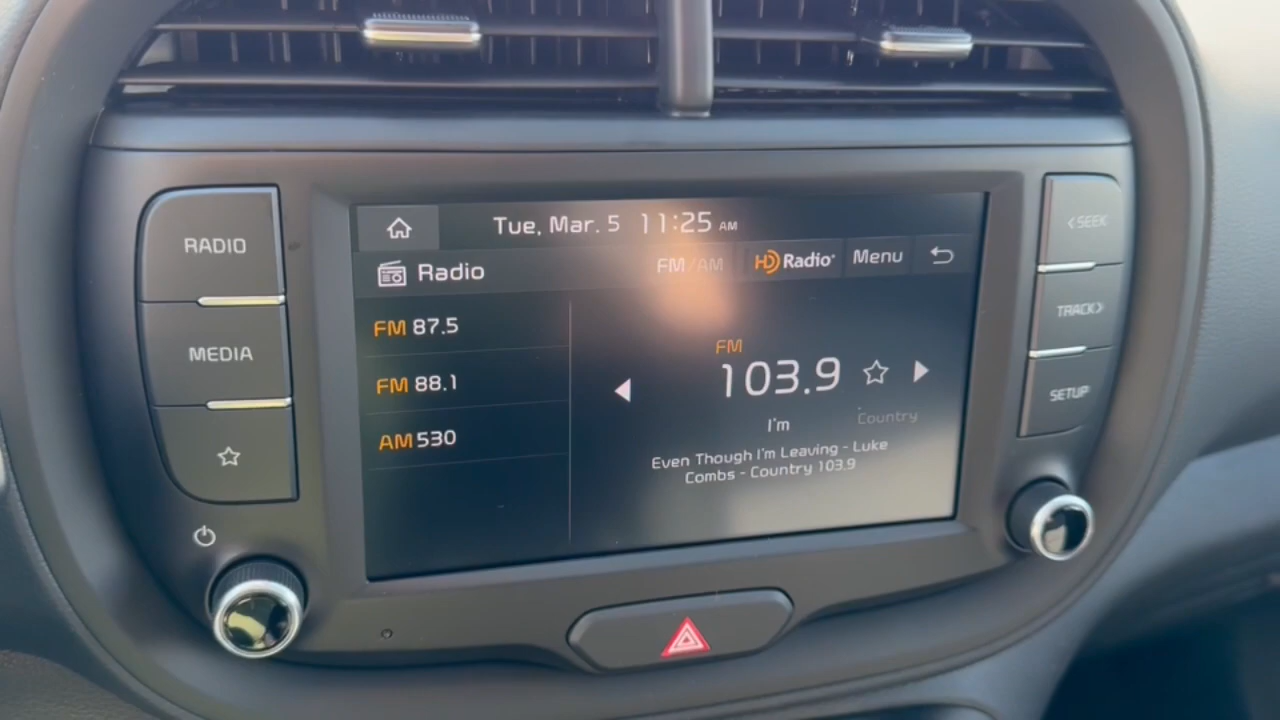 Tue, Mar. 5 11:25 AM
Radio FM/AM HD Radio Menu
RADIO
MEDIA
FM 87.5
FM 88.1
AM 530
FM
103.9
I'm Country
Even Though I'm Leaving - Luke
Combs - Country 103.9
< SEEK
TRACK >
SETUP